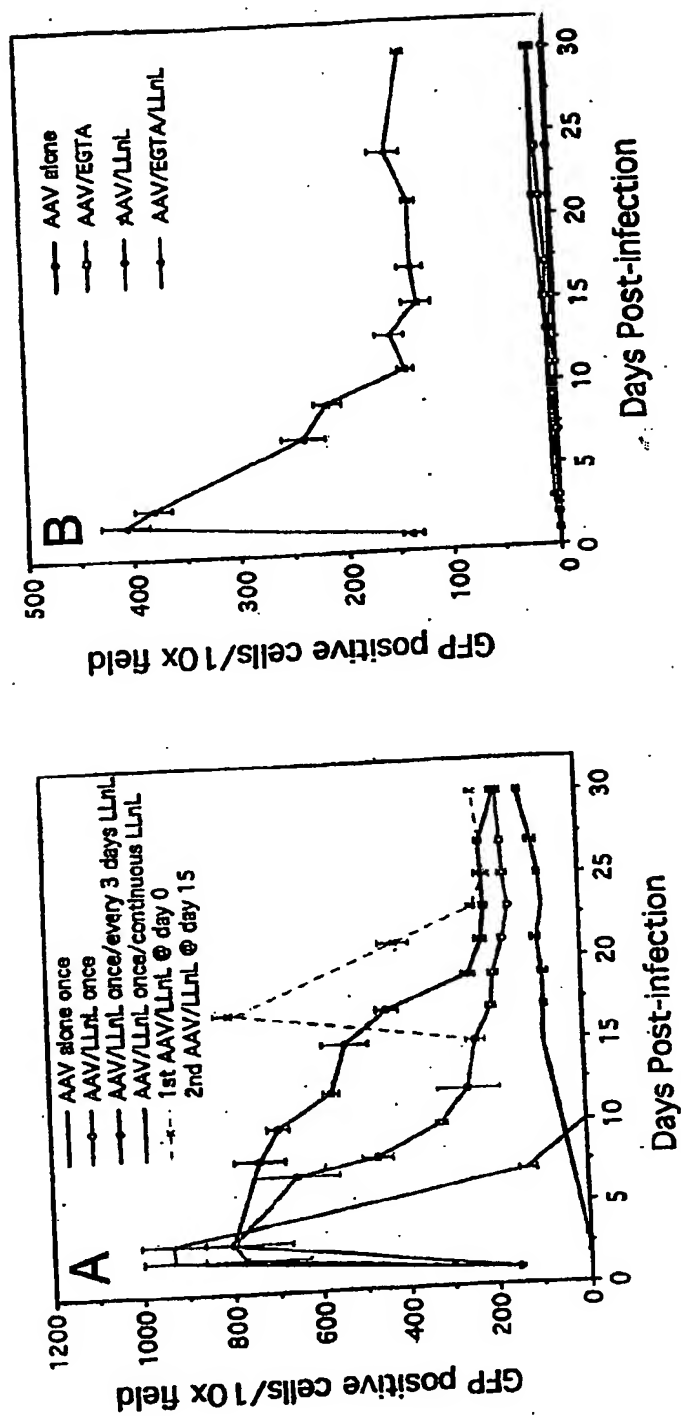 A
GFP positive cells/10x field
1200
1000
800
600
400
200
0
AAV alone once
AAV/LLnL once
AAV/LLnL once/every 3 days LLnL
AAV/LLnL once/continuous LLnL
1st AAV/LLnL @ day 0
2nd AAV/LLnL @ day 15
0
5
10
15
20
25
30
Days Post-infection
B
GFP positive cells/10x field
500
400
300
200
100
0
AAV alone
AAV/EGTA
AAV/LLnL
AAV/EGTA/LLnL
0
5
10
15
20
25
30
Days Post-infection